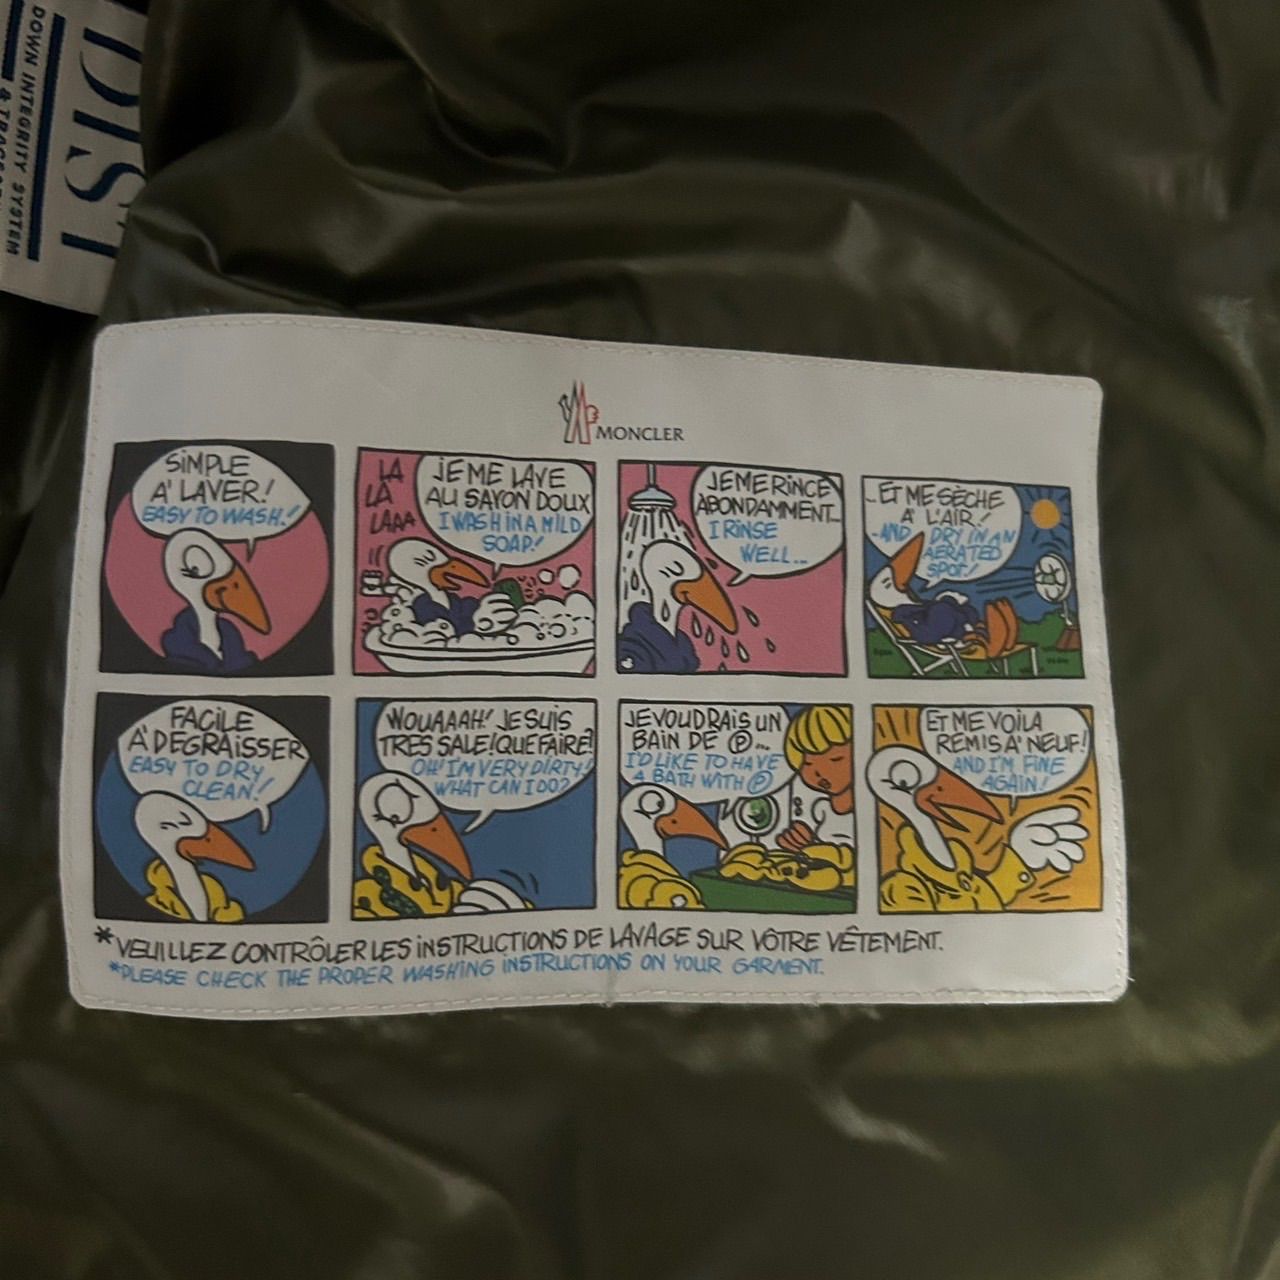 DIST
DOWN INTEGRITY SYSTEM
MONCLER
SIMPLE
A' LAVER!
EASY TO WASH!
LA
LA
LAAA
JE ME LAVE
AU SAVON DOUX
I WASH IN A MILD
SOAP!
JE ME RINCE
ABONDAMMENT...
I RINSE
WELL...
...ET ME SÈCHE
A' L'AIR!
-AND DRY IN AN
AERATED
SPOT!
FACILE
A' DEGRAISSER
EASY TO DRY
CLEAN!
WOUAAAH! JE SUIS
TRES SALE! QUE FAIRE?
OH! I'M VERY DIRTY!
WHAT CAN I DO?
JE VOUDRAIS UN
BAIN DE Ⓟ...
I'D LIKE TO HAVE
A BATH WITH Ⓟ
ET ME VOILA
REMIS A' NEUF!
AND I'M FINE
AGAIN!
*VEUILLEZ CONTRÔLER LES INSTRUCTIONS DE LAVAGE SUR VÔTRE VÊTEMENT.
*PLEASE CHECK THE PROPER WASHING INSTRUCTIONS ON YOUR GARMENT.